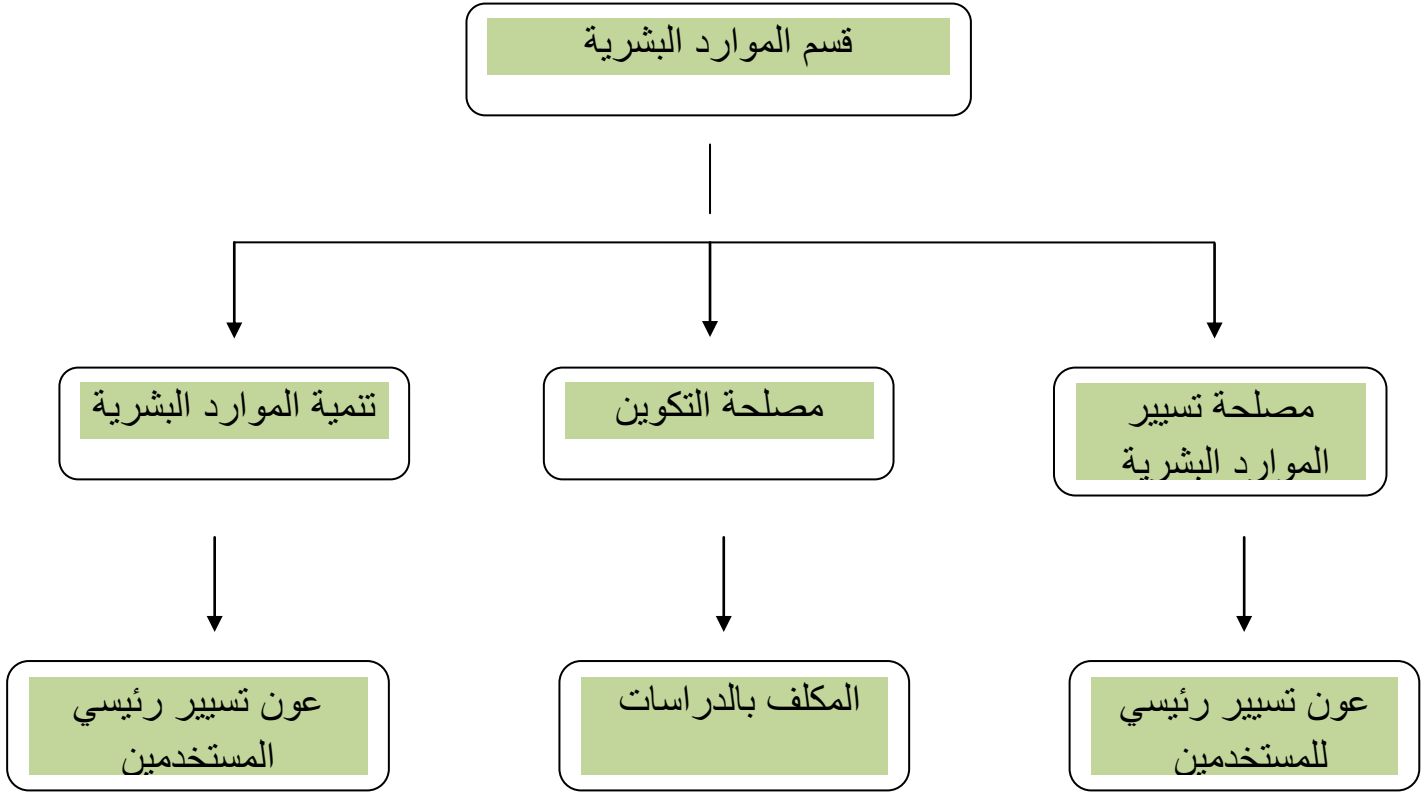 قسم الموارد البشرية
مصلحة تسيير
الموارد البشرية
مصلحة التكوين
تنمية الموارد البشرية
عون تسيير رئيسي
للمستخدمين
المكلف بالدراسات
عون تسيير رئيسي
المستخدمين